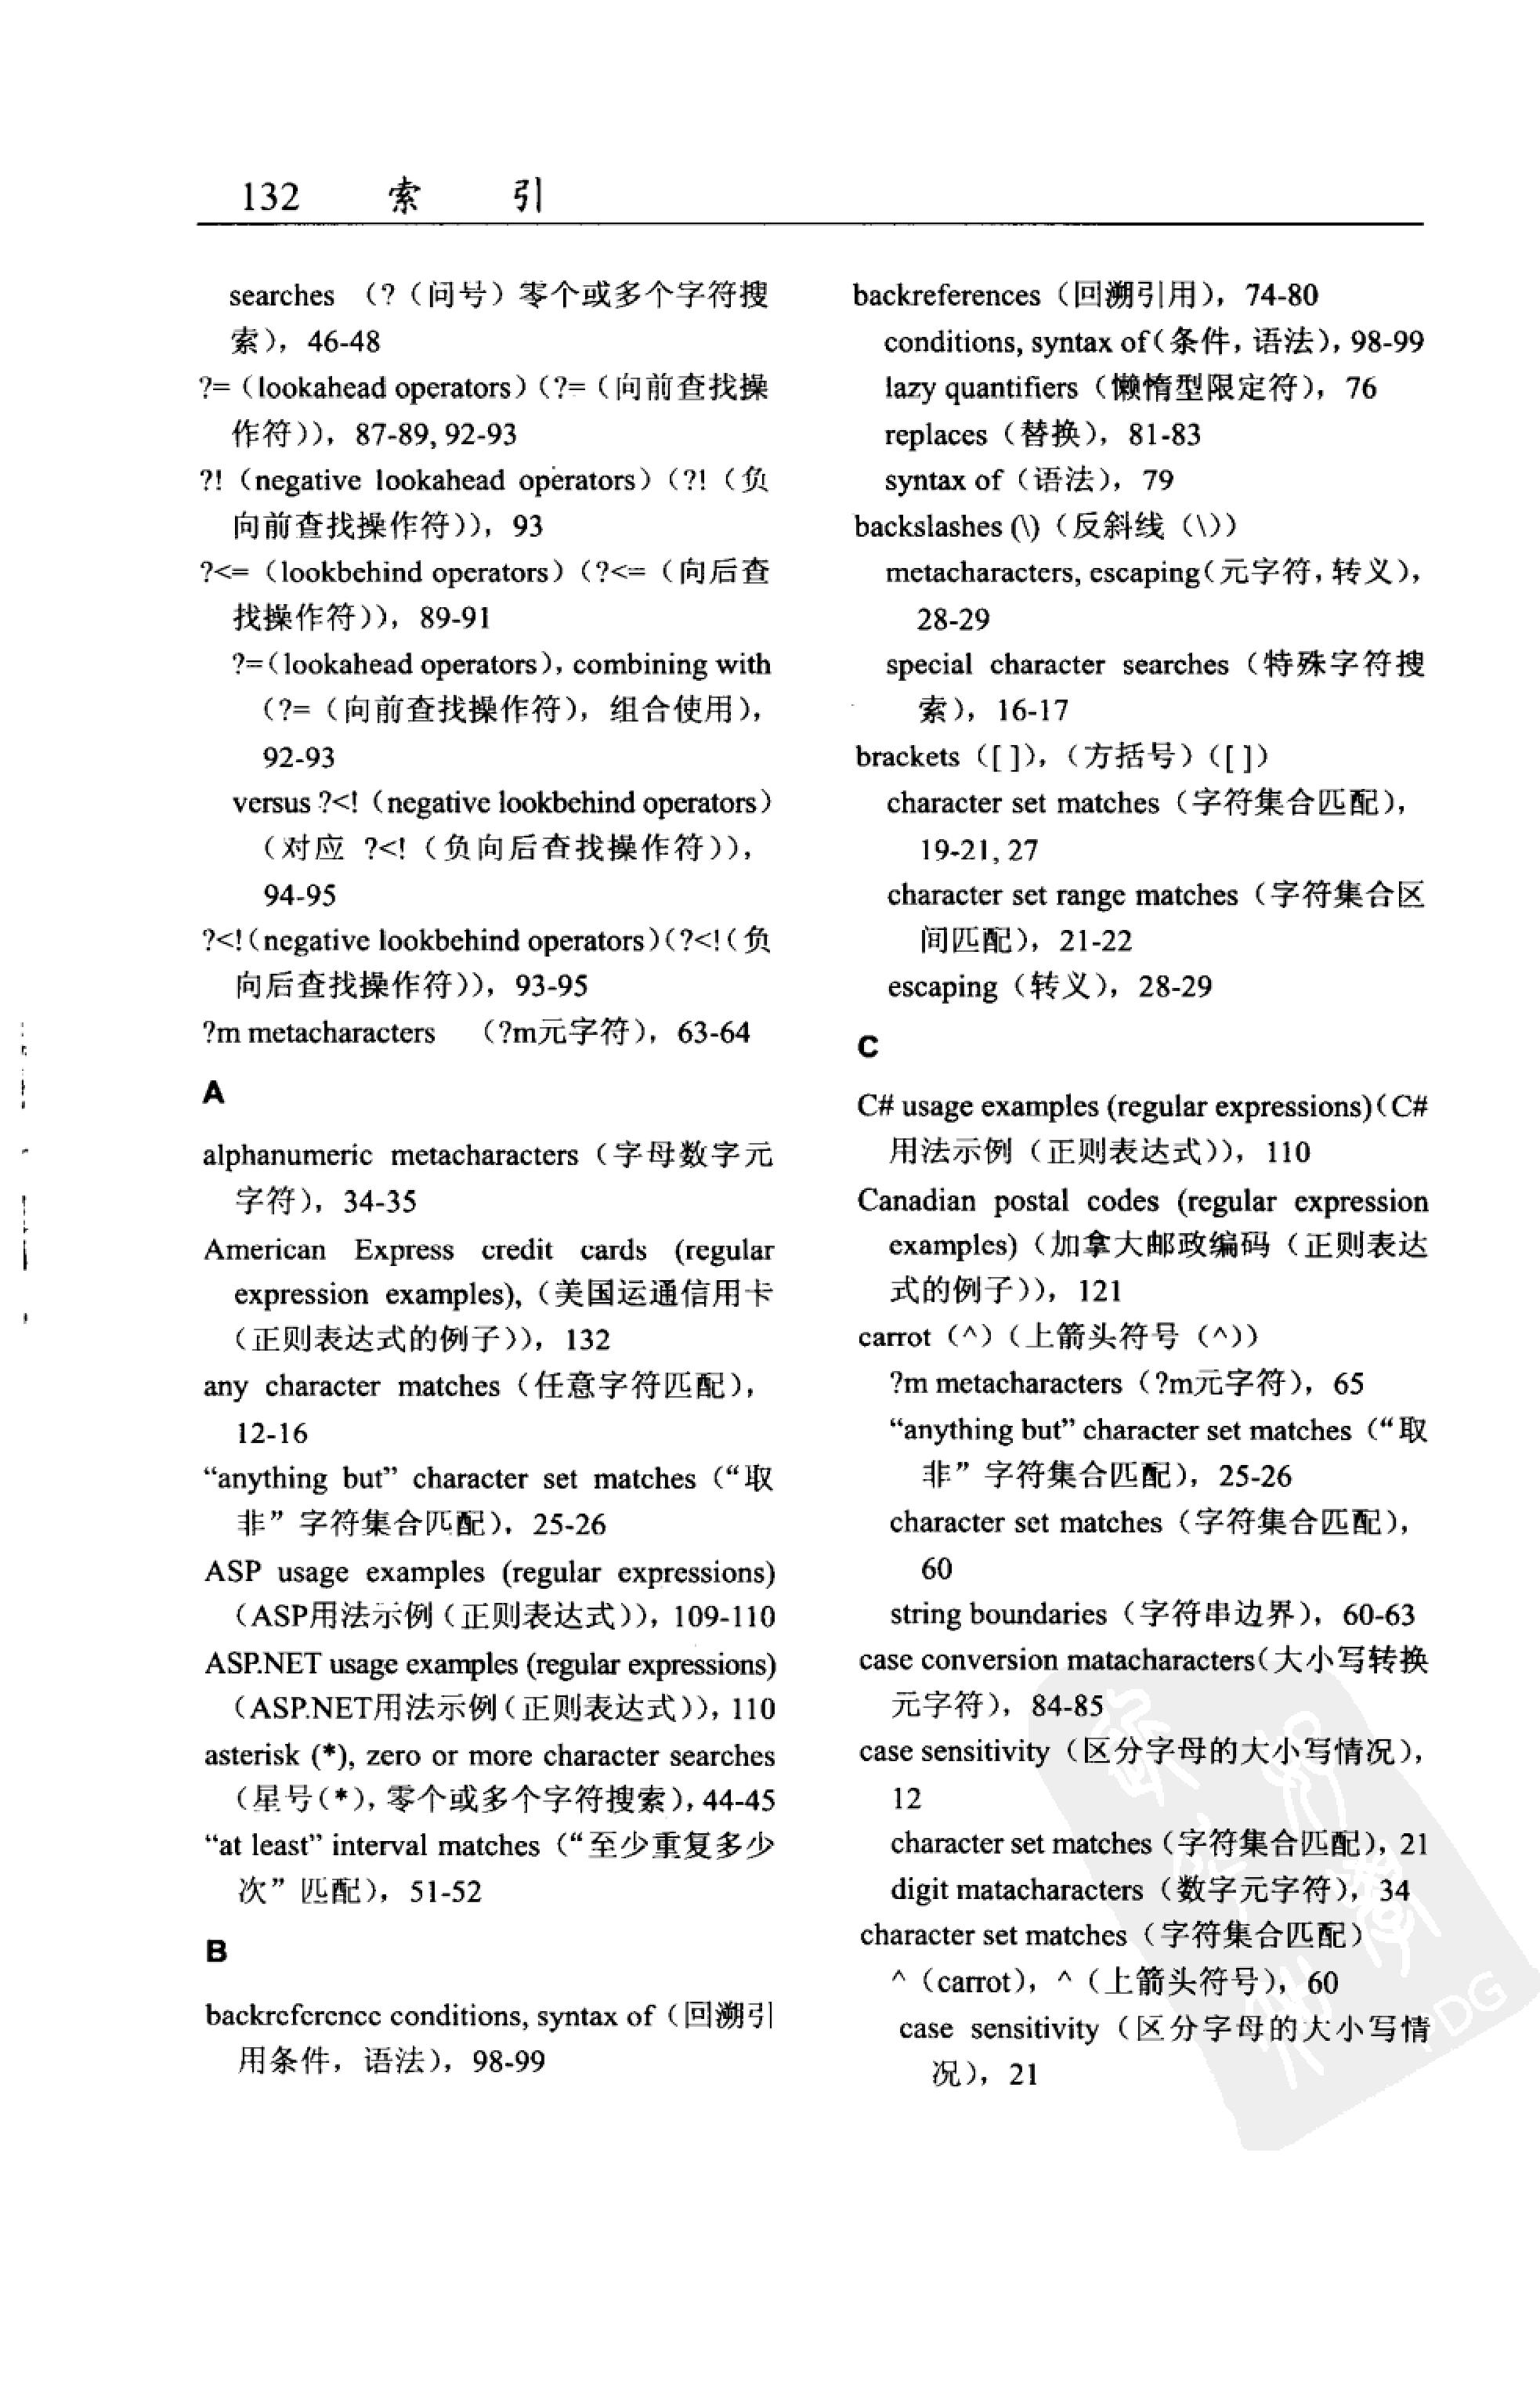 132 索 引
searches （?（问号）零个或多个字符搜
索），46-48
?=（lookahead operators）（?=（向前查找操
作符）），87-89, 92-93
?!（negative lookahead operators）（?!（负
向前查找操作符）），93
?<=（lookbehind operators）（?<=（向后查
找操作符）），89-91
?=（lookahead operators），combining with
（?=（向前查找操作符），组合使用），
92-93
versus ?<!（negative lookbehind operators）
（对应 ?<!（负向后查找操作符）），
94-95
?<!（negative lookbehind operators）（?<!（负
向后查找操作符）），93-95
?m metacharacters （?m元字符），63-64
A
alphanumeric metacharacters（字母数字元
字符），34-35
American Express credit cards (regular
expression examples),（美国运通信用卡
（正则表达式的例子）），132
any character matches（任意字符匹配），
12-16
“anything but” character set matches（“取
非”字符集合匹配），25-26
ASP usage examples (regular expressions)
（ASP用法示例（正则表达式）），109-110
ASP.NET usage examples (regular expressions)
（ASP.NET用法示例（正则表达式）），110
asterisk (*), zero or more character searches
（星号(*)，零个或多个字符搜索），44-45
“at least” interval matches（“至少重复多少
次”匹配），51-52
B
backreference conditions, syntax of（回溯引
用条件，语法），98-99
backreferences（回溯引用），74-80
conditions, syntax of（条件，语法），98-99
lazy quantifiers（懒惰型限定符），76
replaces（替换），81-83
syntax of（语法），79
backslashes (\)（反斜线（\））
metacharacters, escaping（元字符，转义），
28-29
special character searches（特殊字符搜
索），16-17
brackets（[ ]），（方括号）（[ ]）
character set matches（字符集合匹配），
19-21, 27
character set range matches（字符集合区
间匹配），21-22
escaping（转义），28-29
C
C# usage examples (regular expressions)（C#
用法示例（正则表达式）），110
Canadian postal codes (regular expression
examples)（加拿大邮政编码（正则表达
式的例子）），121
carrot（^）（上箭头符号（^））
?m metacharacters（?m元字符），65
“anything but” character set matches（“取
非”字符集合匹配），25-26
character set matches（字符集合匹配），
60
string boundaries（字符串边界），60-63
case conversion matacharacters（大小写转换
元字符），84-85
case sensitivity（区分字母的大小写情况），
12
character set matches（字符集合匹配），21
digit matacharacters（数字元字符），34
character set matches（字符集合匹配）
^（carrot），^（上箭头符号），60
case sensitivity（区分字母的大小写情
况），21
PDG